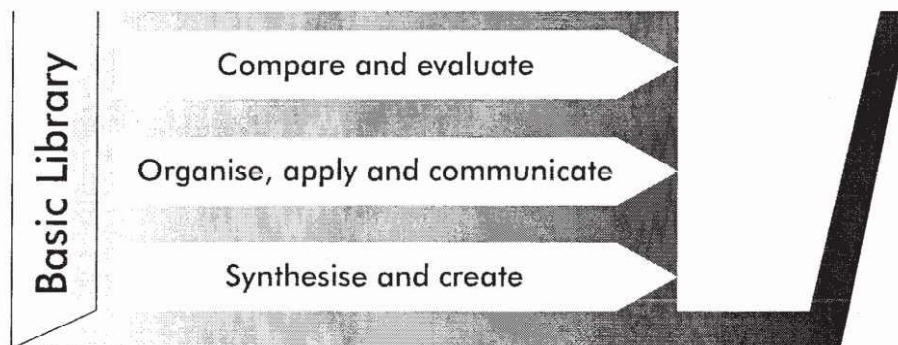 Basic Library
Compare and evaluate
Organise, apply and communicate
Synthesise and create